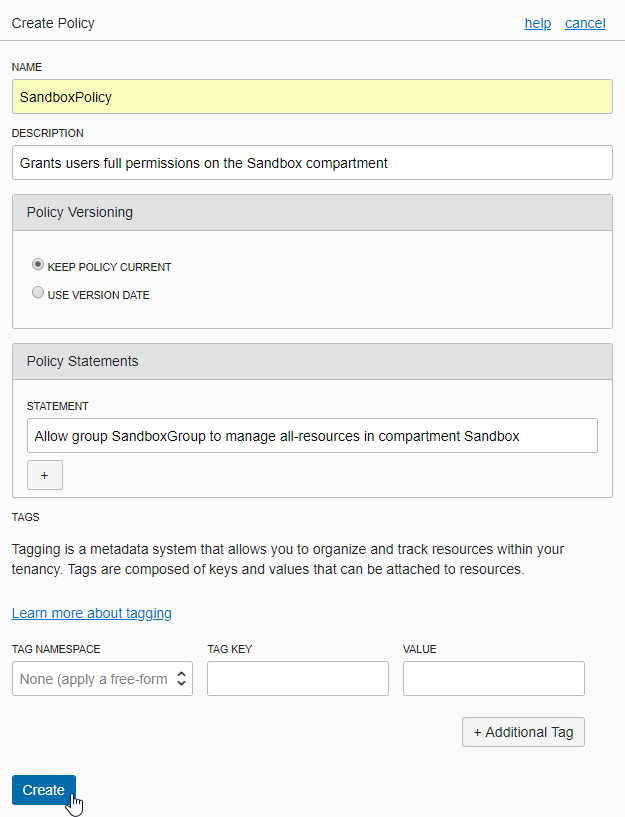 Create Policy help cancel
NAME
SandboxPolicy
DESCRIPTION
Grants users full permissions on the Sandbox compartment
Policy Versioning
KEEP POLICY CURRENT
USE VERSION DATE
Policy Statements
STATEMENT
Allow group SandboxGroup to manage all-resources in compartment Sandbox
+
TAGS
Tagging is a metadata system that allows you to organize and track resources within your
tenancy. Tags are composed of keys and values that can be attached to resources.
Learn more about tagging
TAG NAMESPACE TAG KEY VALUE
None (apply a free-form
+ Additional Tag
Create